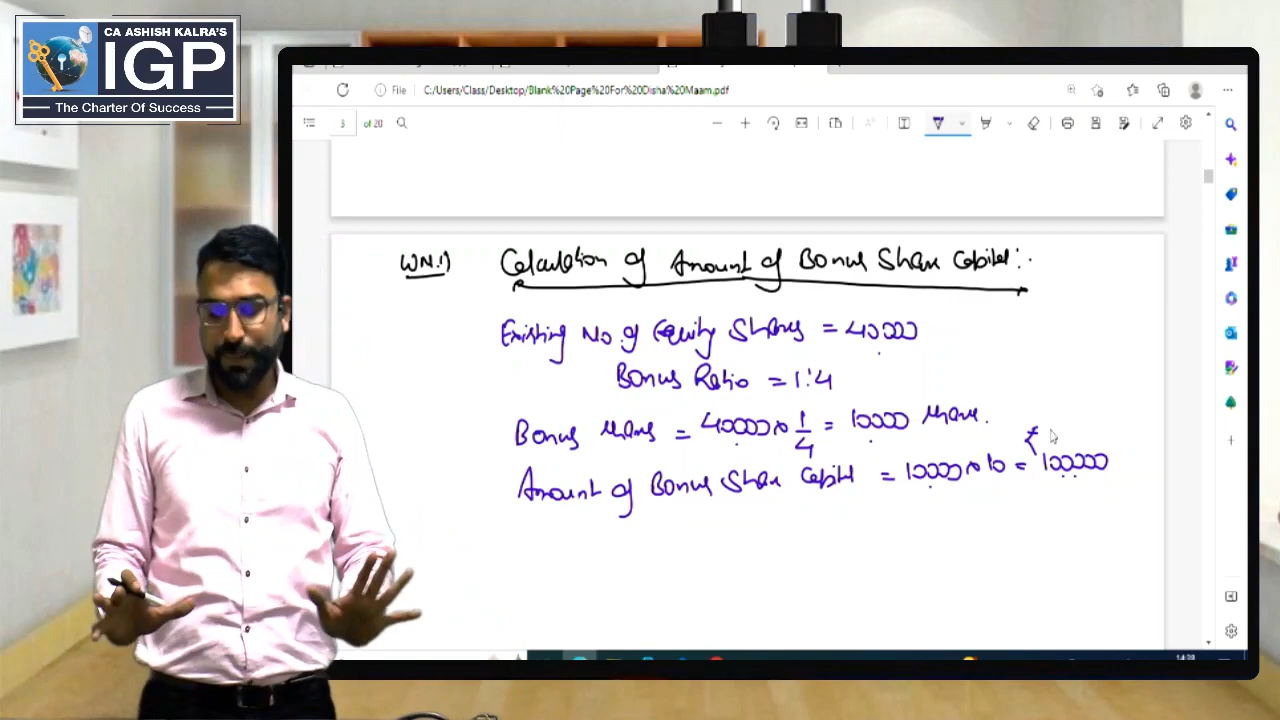 CA ASHISH KALRA'S
IGP
The Charter Of Success
File C:/Users/Class/Desktop/Blank%20Page%20For%20Disha%20Maam.pdf
3 of 20
W.N.1) Calculation of Amount of Bonus Share Capital:.
Existing No. of Equity Shares = 40000
Bonus Ratio = 1:4
Bonus shares = 40000 x 1/4 = 10000 shares.
Amount of Bonus Share Capital = 10000 x 10 = ₹ 100000
14:39